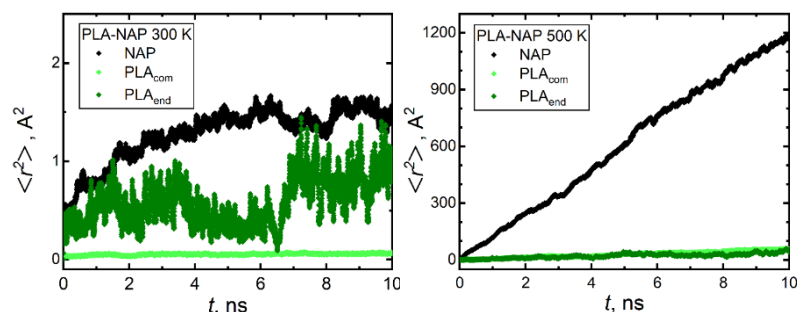 PLA-NAP 300 K
NAP
PLAcom
PLAend
<r²>, A²
2
1
0
0 2 4 6 8 10
t, ns
PLA-NAP 500 K
NAP
PLAcom
PLAend
<r²>, A²
1200
900
600
300
0
0 2 4 6 8 10
t, ns